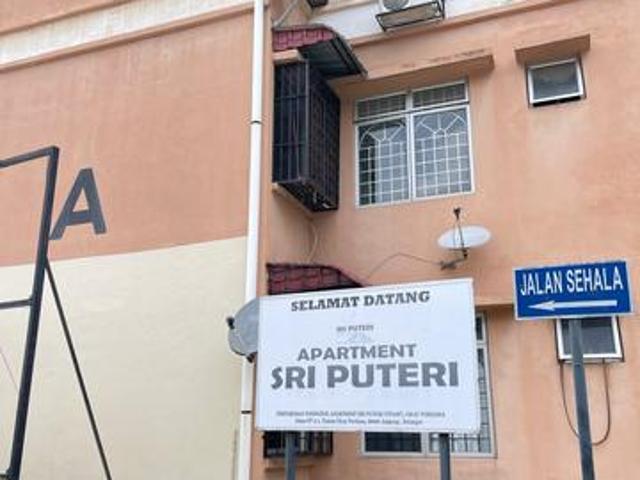 A
SELAMAT DATANG
SRI PUTERI
APARTMENT
SRI PUTERI
JALAN SEHALA